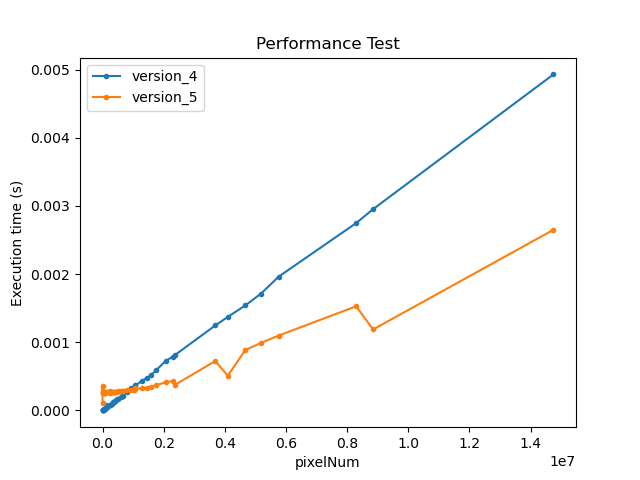 Performance Test
version_4
version_5
Execution time (s)
0.005
0.004
0.003
0.002
0.001
0.000
0.0 0.2 0.4 0.6 0.8 1.0 1.2 1.4
1e7
pixelNum